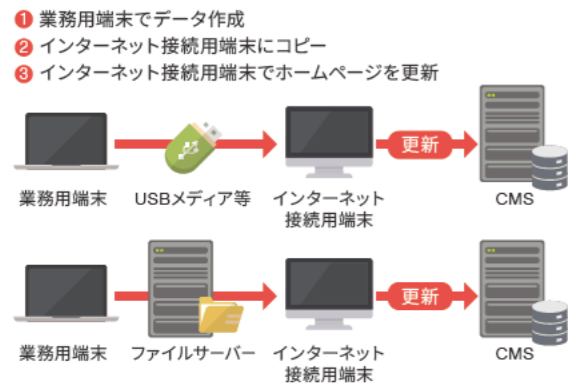 1 業務用端末でデータ作成
2 インターネット接続用端末にコピー
3 インターネット接続用端末でホームページを更新
更新
業務用端末
USBメディア等
インターネット
接続用端末
CMS
更新
業務用端末
ファイルサーバー
インターネット
接続用端末
CMS